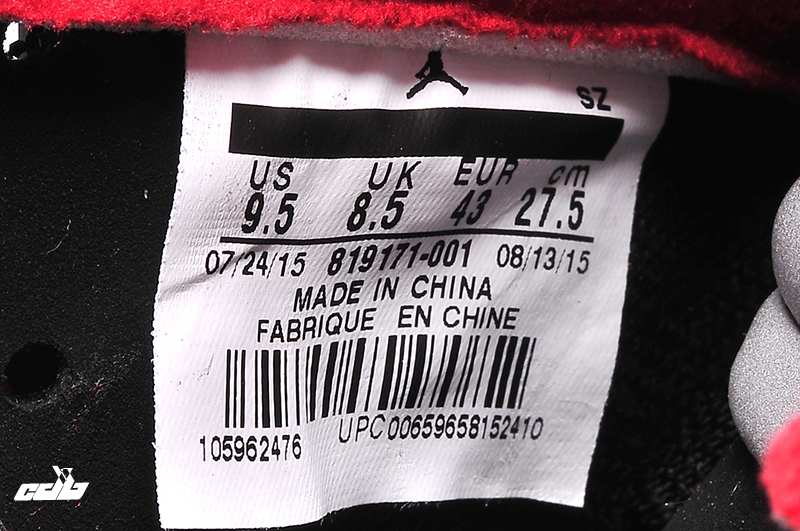 SZ
US UK EUR cm
9.5 8.5 43 27.5
07/24/15 819171-001 08/13/15
MADE IN CHINA
FABRIQUE EN CHINE
105962476 UPC00659658152410
cdb